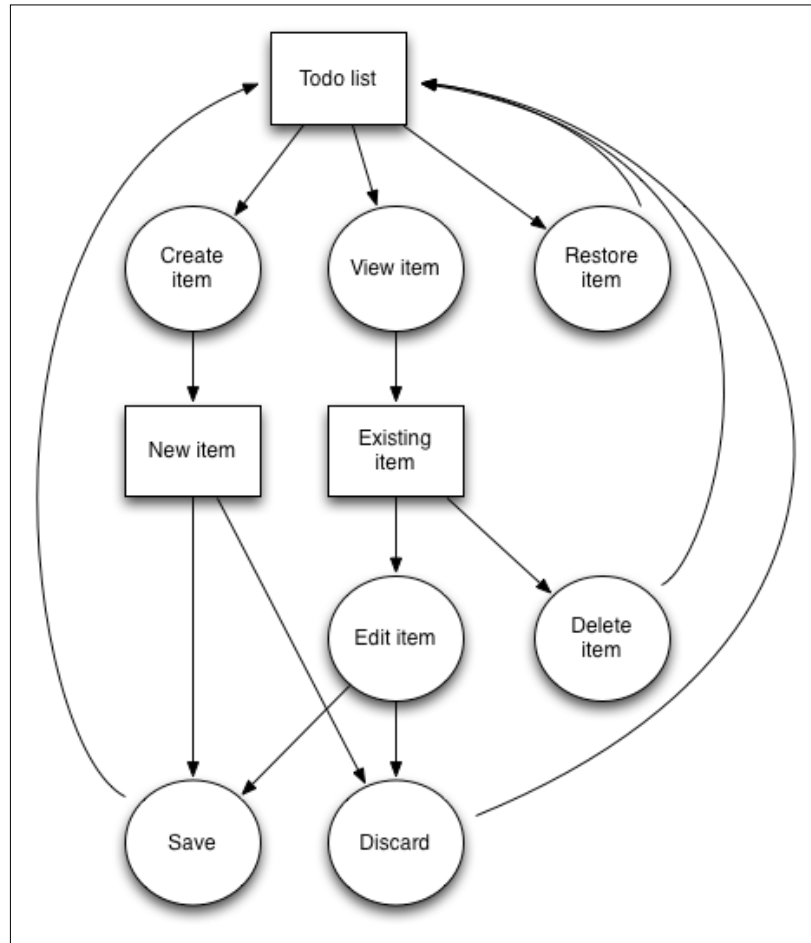 Todo list
Create
item
View item
Restore
item
New item
Existing
item
Edit item
Delete
item
Save
Discard